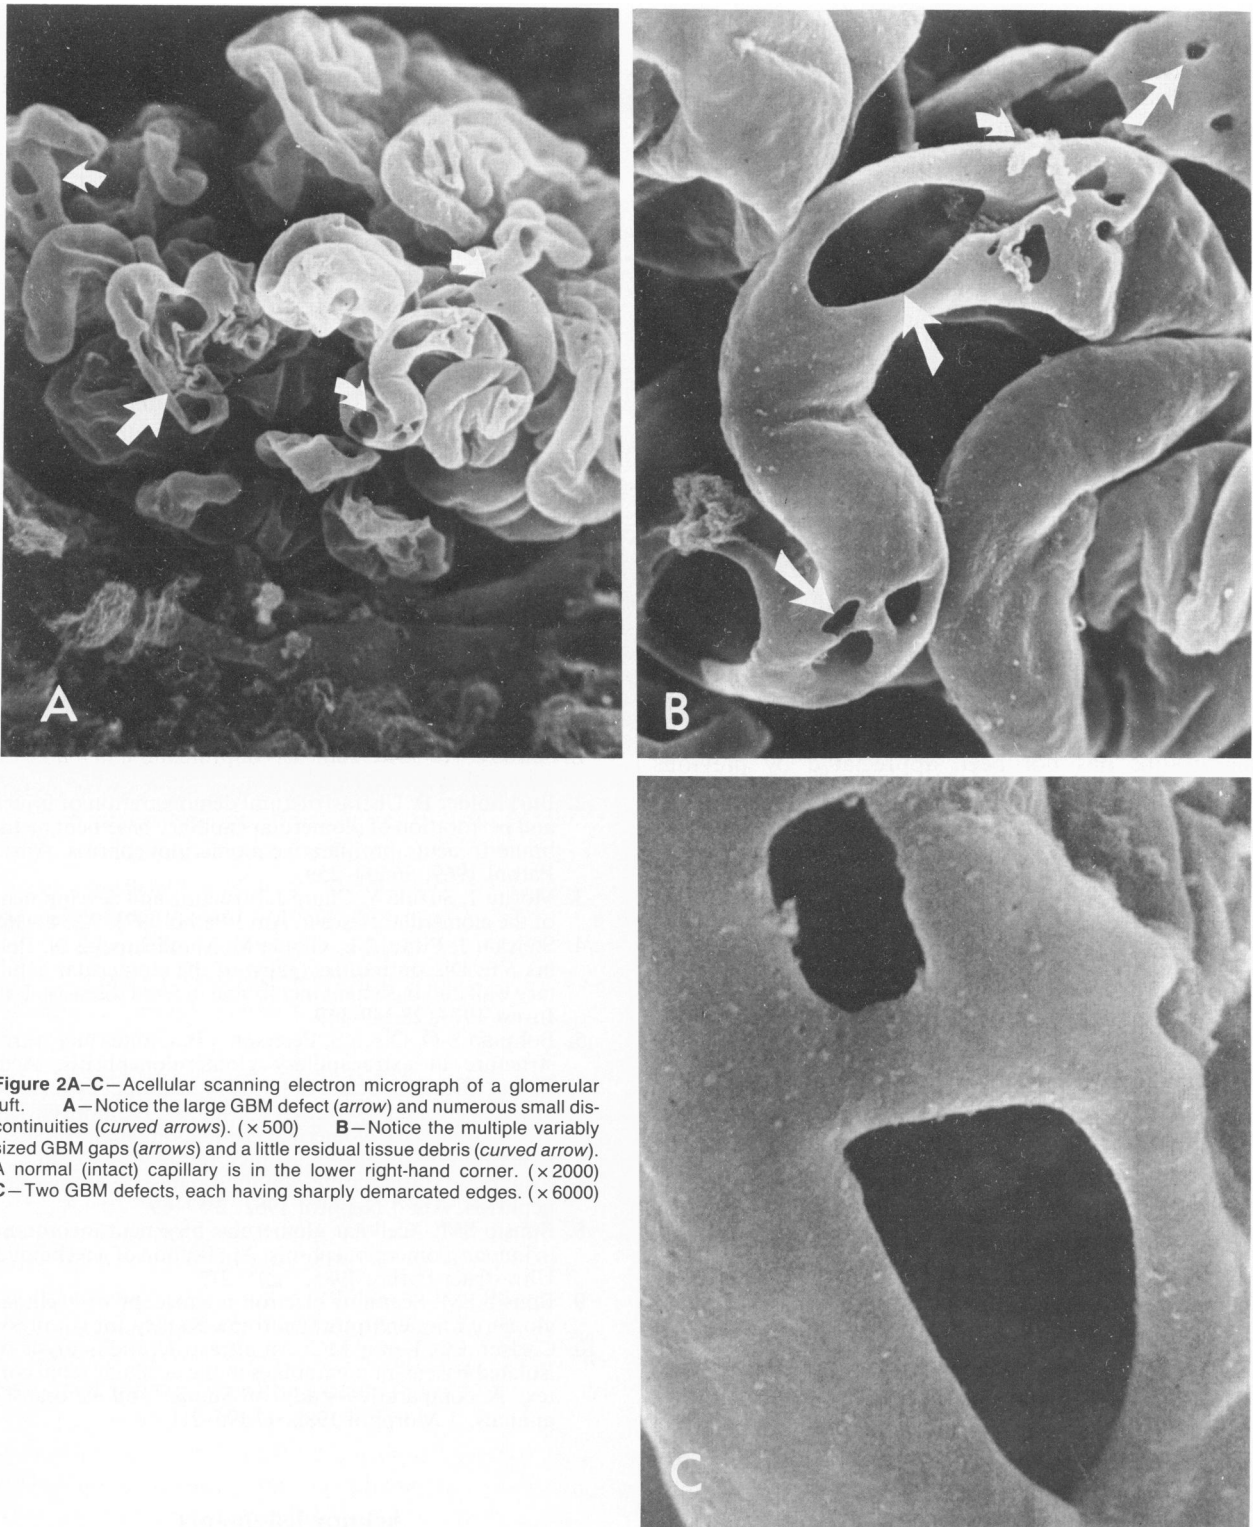 A
B
C
Figure 2A–C—Acellular scanning electron micrograph of a glomerular
tuft. A—Notice the large GBM defect (arrow) and numerous small dis-
continuities (curved arrows). (×500) B—Notice the multiple variably
sized GBM gaps (arrows) and a little residual tissue debris (curved arrow).
A normal (intact) capillary is in the lower right-hand corner. (×2000)
C—Two GBM defects, each having sharply demarcated edges. (×6000)